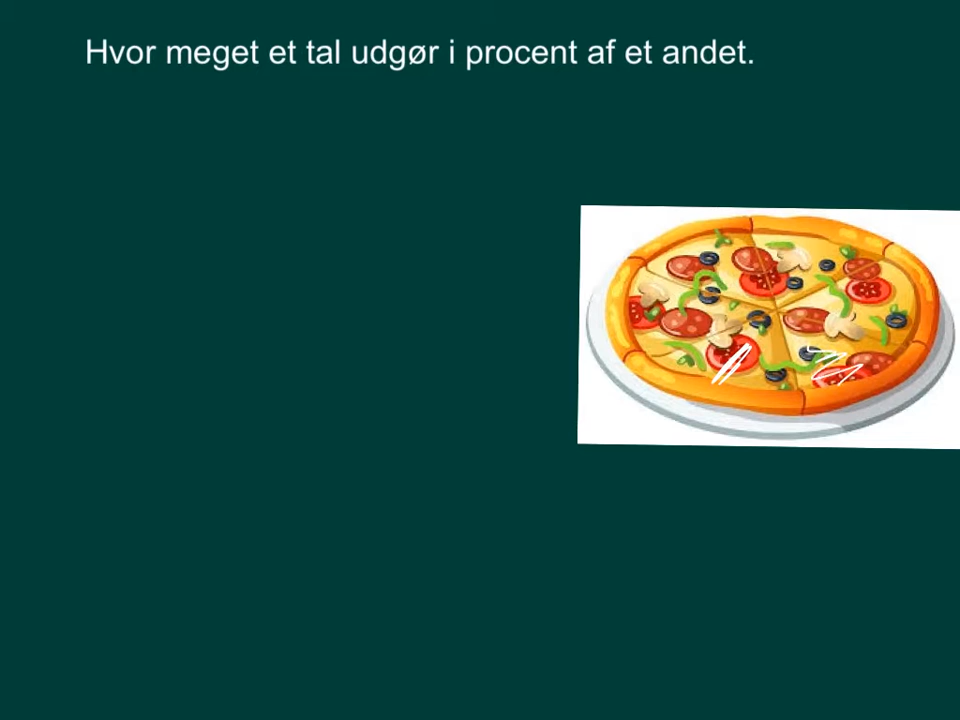 Hvor meget et tal udgør i procent af et andet.